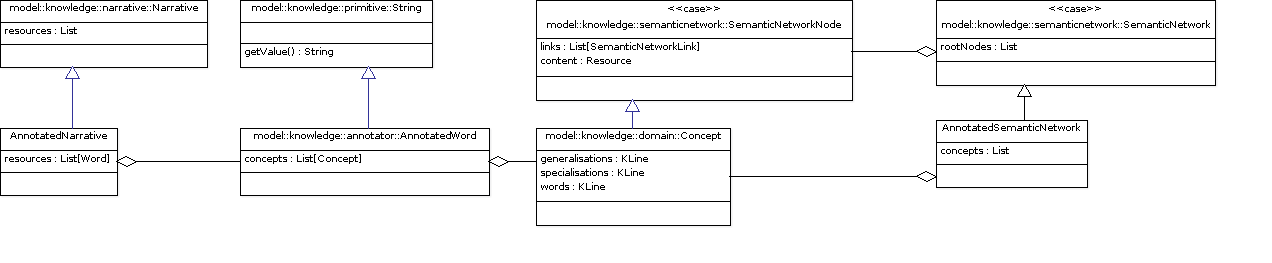 model::knowledge::narrative::Narrative
resources : List
model::knowledge::primitive::String
getValue() : String
<<case>>
model::knowledge::semanticnetwork::SemanticNetworkNode
links : List[SemanticNetworkLink]
content : Resource
<<case>>
model::knowledge::semanticnetwork::SemanticNetwork
rootNodes : List
AnnotatedNarrative
resources : List[Word]
model::knowledge::annotator::AnnotatedWord
concepts : List[Concept]
model::knowledge::domain::Concept
generalisations : KLine
specialisations : KLine
words : KLine
AnnotatedSemanticNetwork
concepts : List